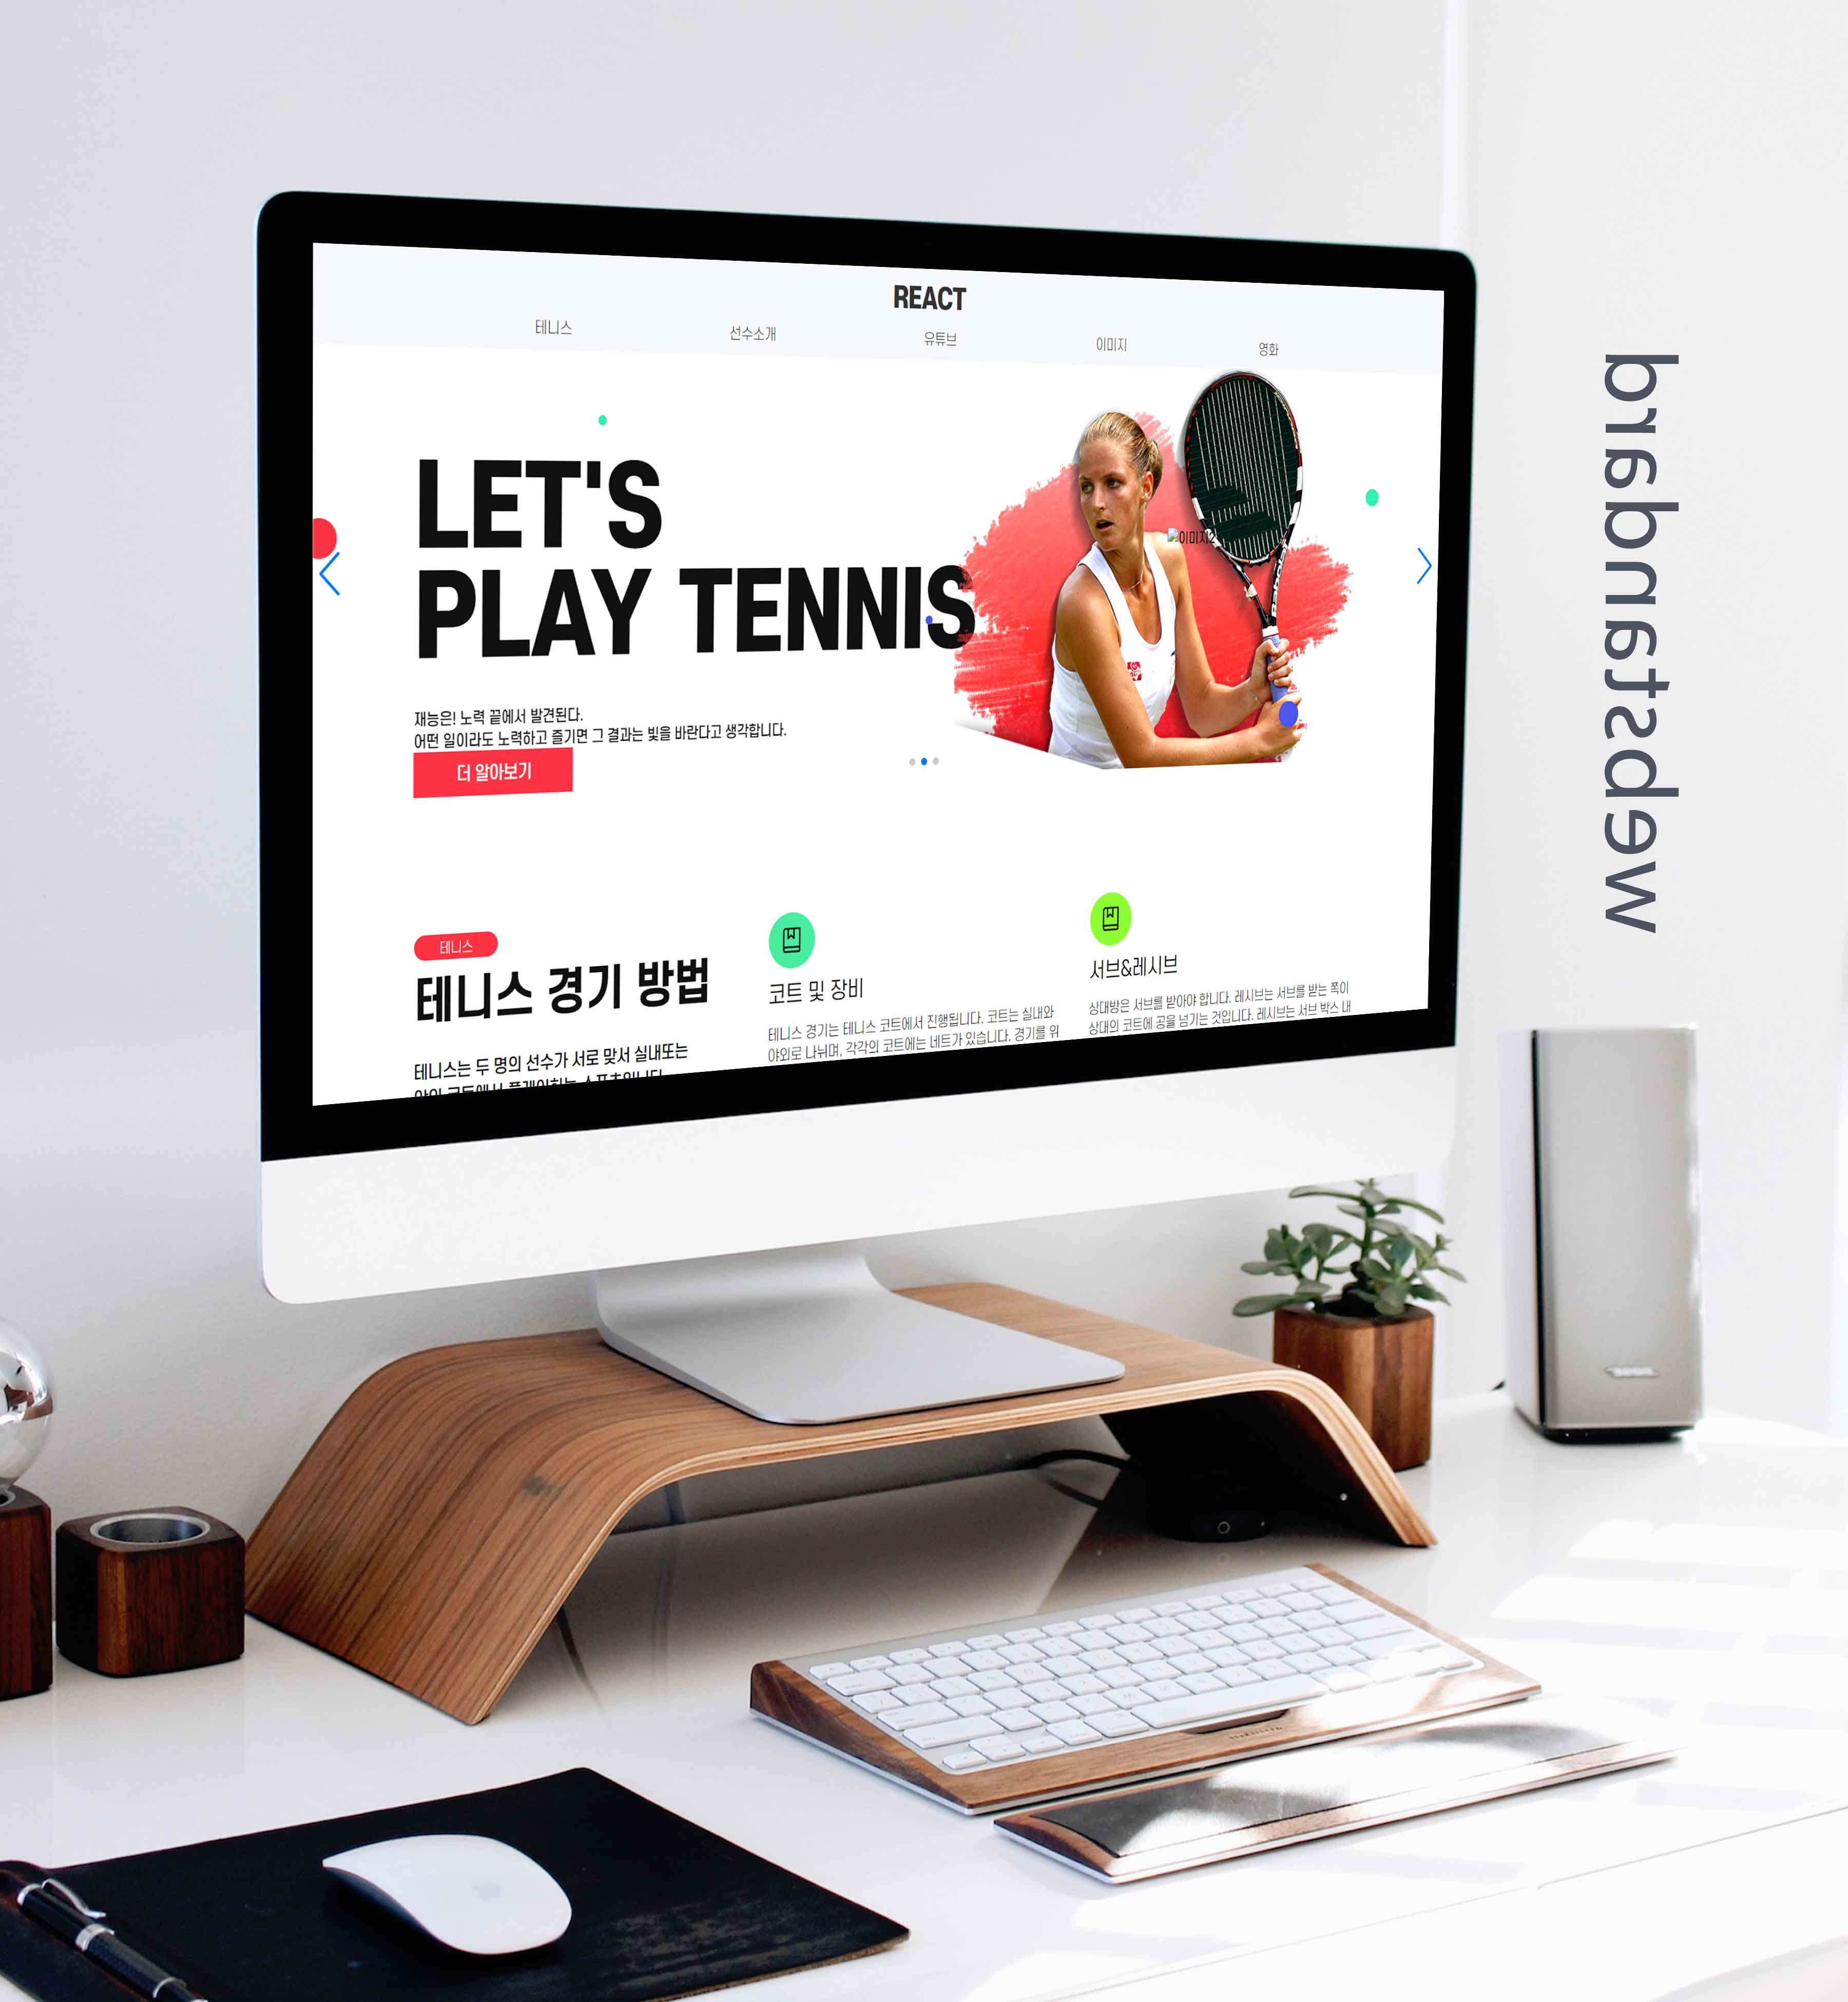 REACT
테니스
선수소개
유튜브
이미지
영화
LET'S
PLAY TENNIS
이미지2
재능은! 노력 끝에서 발견된다.
어떤 일이라도 노력하고 즐기면 그 결과는 빛을 바란다고 생각합니다.
더 알아보기
테니스
테니스 경기 방법
테니스는 두 명의 선수가 서로 맞서 실내또는
코트 및 장비
테니스 경기는 테니스 코트에서 진행됩니다. 코트는 실내와
야외로 나뉘며, 각각의 코트에는 네트가 있습니다. 경기를 위
서브&레시브
상대방은 서브를 받아야 합니다. 레시브는 서브를 받는 쪽이
상대의 코트에 공을 넘기는 것입니다. 레시브는 서브 박스 내
webstandard